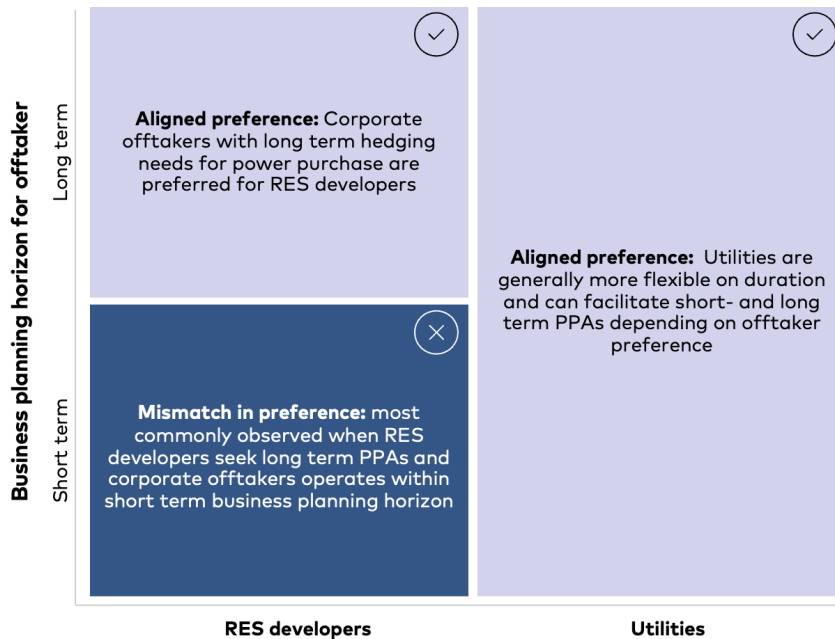 Business planning horizon for offtaker
Long term
Short term
Aligned preference: Corporate
offtakers with long term hedging
needs for power purchase are
preferred for RES developers
Mismatch in preference: most
commonly observed when RES
developers seek long term PPAs and
corporate offtakers operates within
short term business planning horizon
Aligned preference:  Utilities are
generally more flexible on duration
and can facilitate short- and long
term PPAs depending on offtaker
preference
RES developers
Utilities